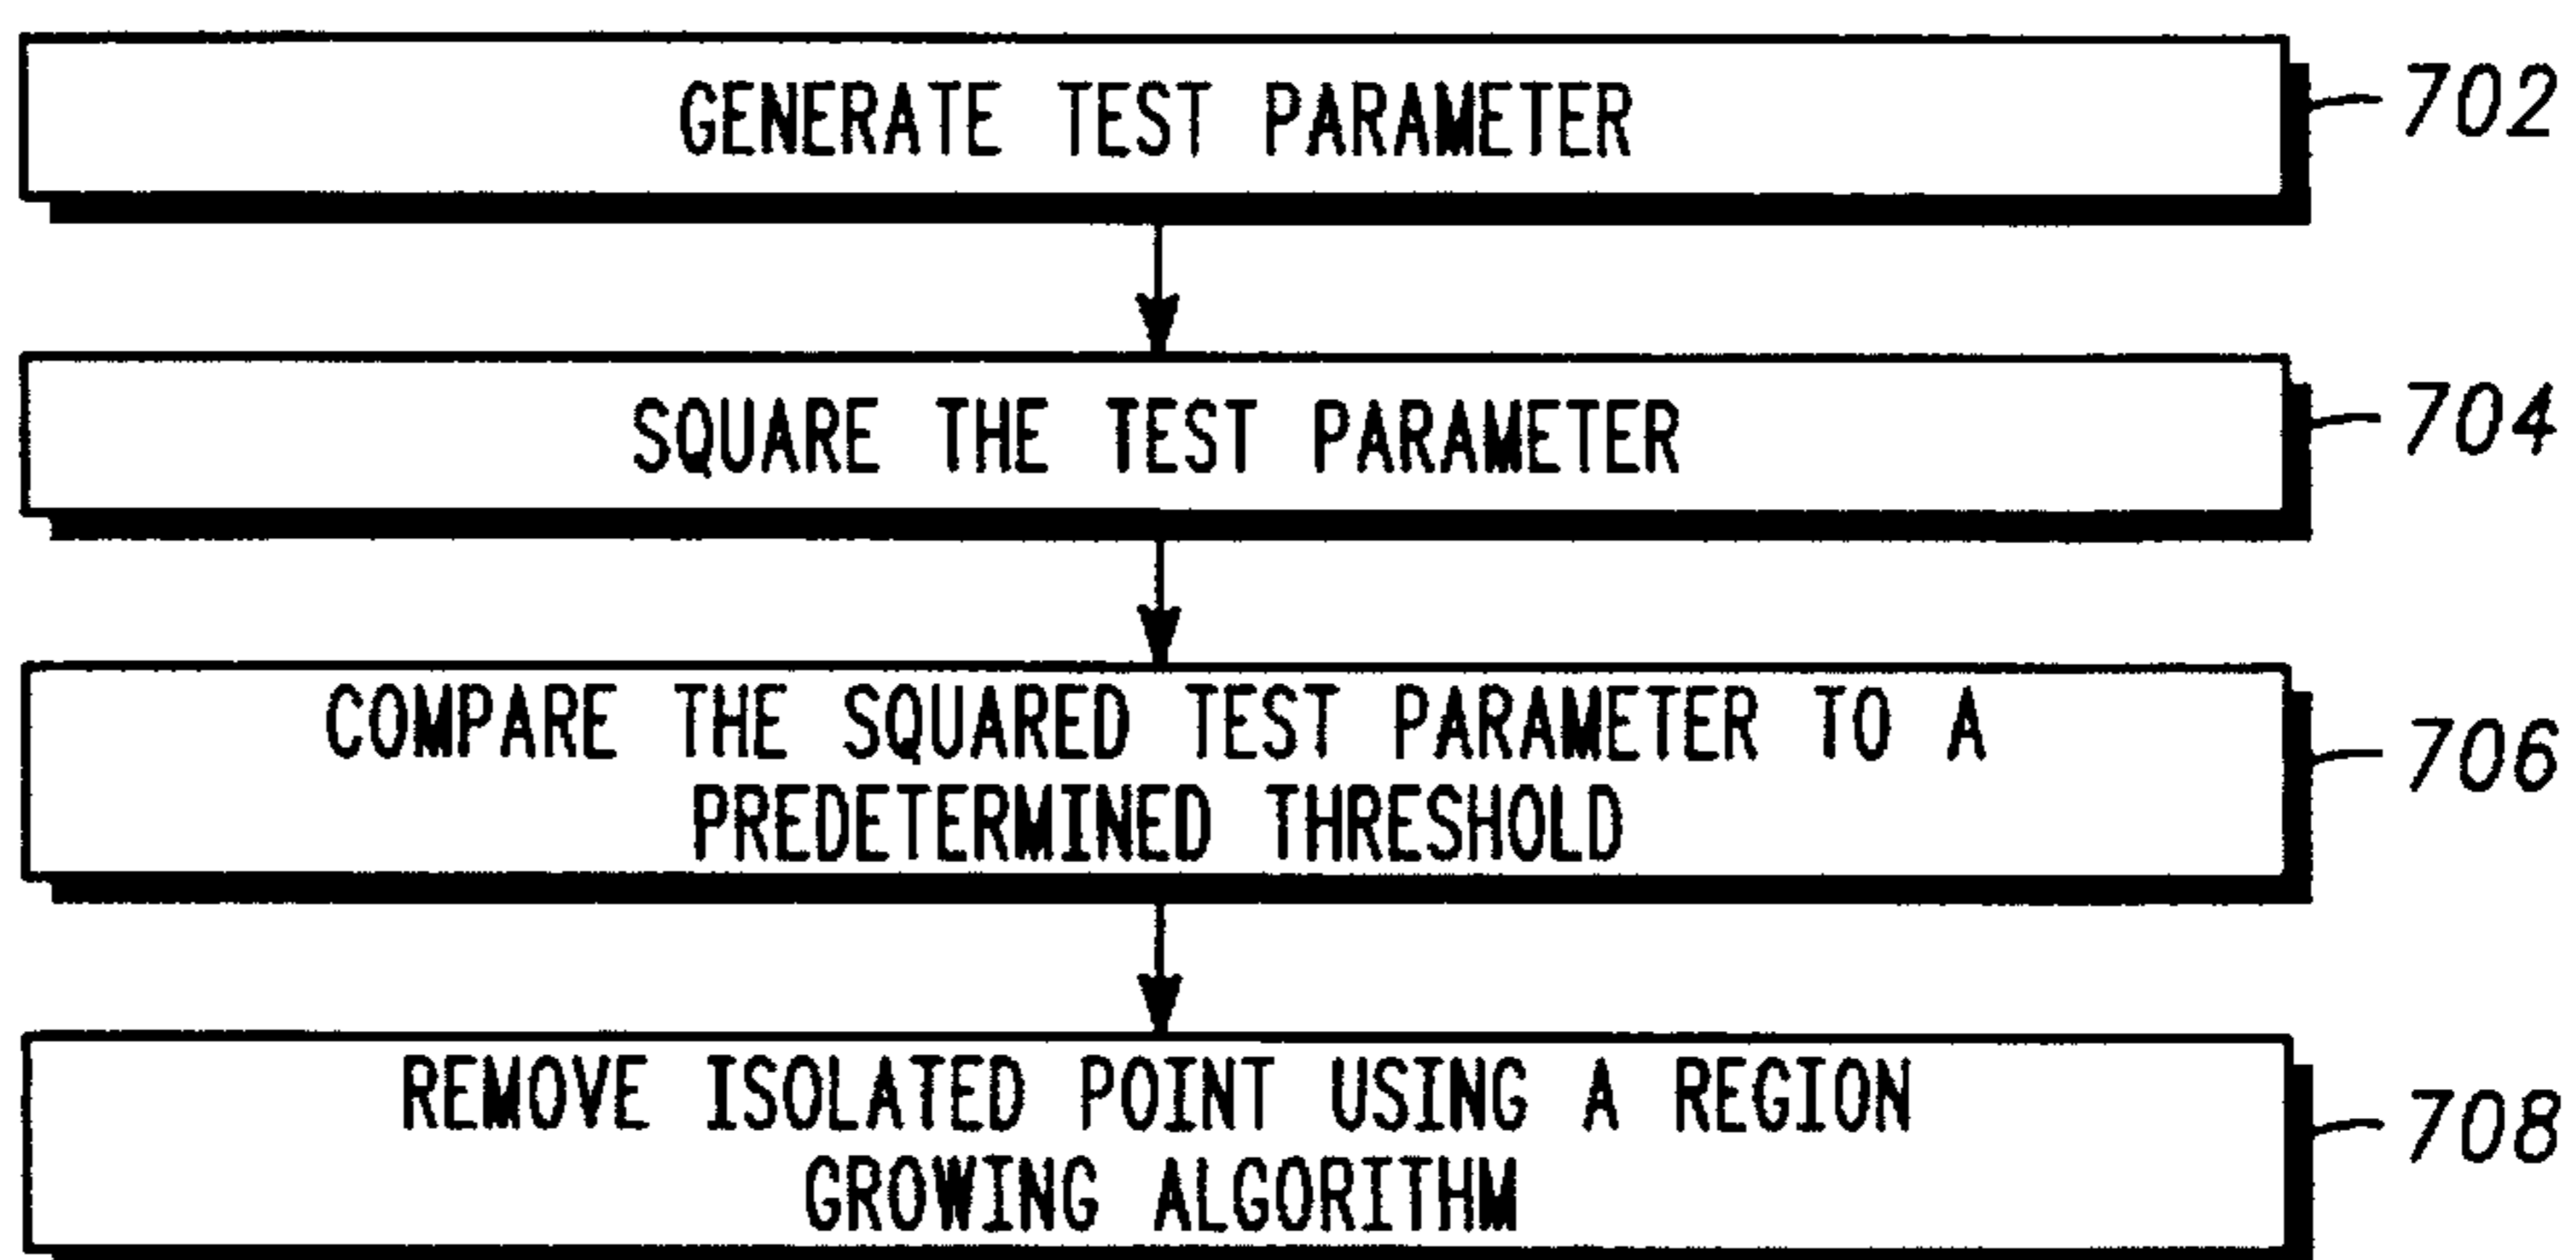 GENERATE TEST PARAMETER
702
SQUARE THE TEST PARAMETER
704
COMPARE THE SQUARED TEST PARAMETER TO A
PREDETERMINED THRESHOLD
706
REMOVE ISOLATED POINT USING A REGION
GROWING ALGORITHM
708